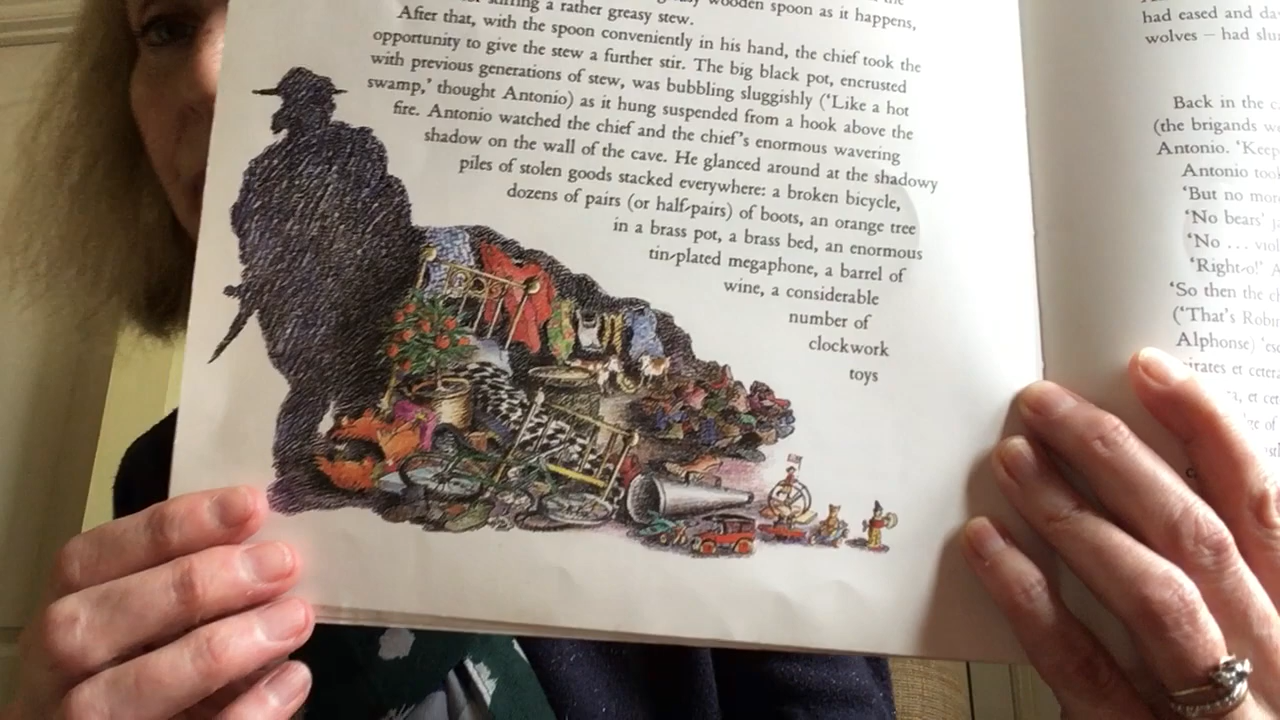 stirring a rather greasy stew.
wooden spoon as it happens,
After that, with the spoon conveniently in his hand, the chief took the
opportunity to give the stew a further stir. The big black pot, encrusted
with previous generations of stew, was bubbling sluggishly (‘Like a hot
swamp,’ thought Antonio) as it hung suspended from a hook above the
fire. Antonio watched the chief and the chief’s enormous wavering
shadow on the wall of the cave. He glanced around at the shadowy
piles of stolen goods stacked everywhere: a broken bicycle,
dozens of pairs (or half-pairs) of boots, an orange tree
in a brass pot, a brass bed, an enormous
tin-plated megaphone, a barrel of
wine, a considerable
number of
clockwork
toys
had eased and
wolves – had
Back in the
(the brigands
Antonio. ‘Keep
Antonio
‘But no
‘No bears’
‘No ...
‘Right-o!’
‘So then the
(‘That’s
Alphonse)
et
et
of